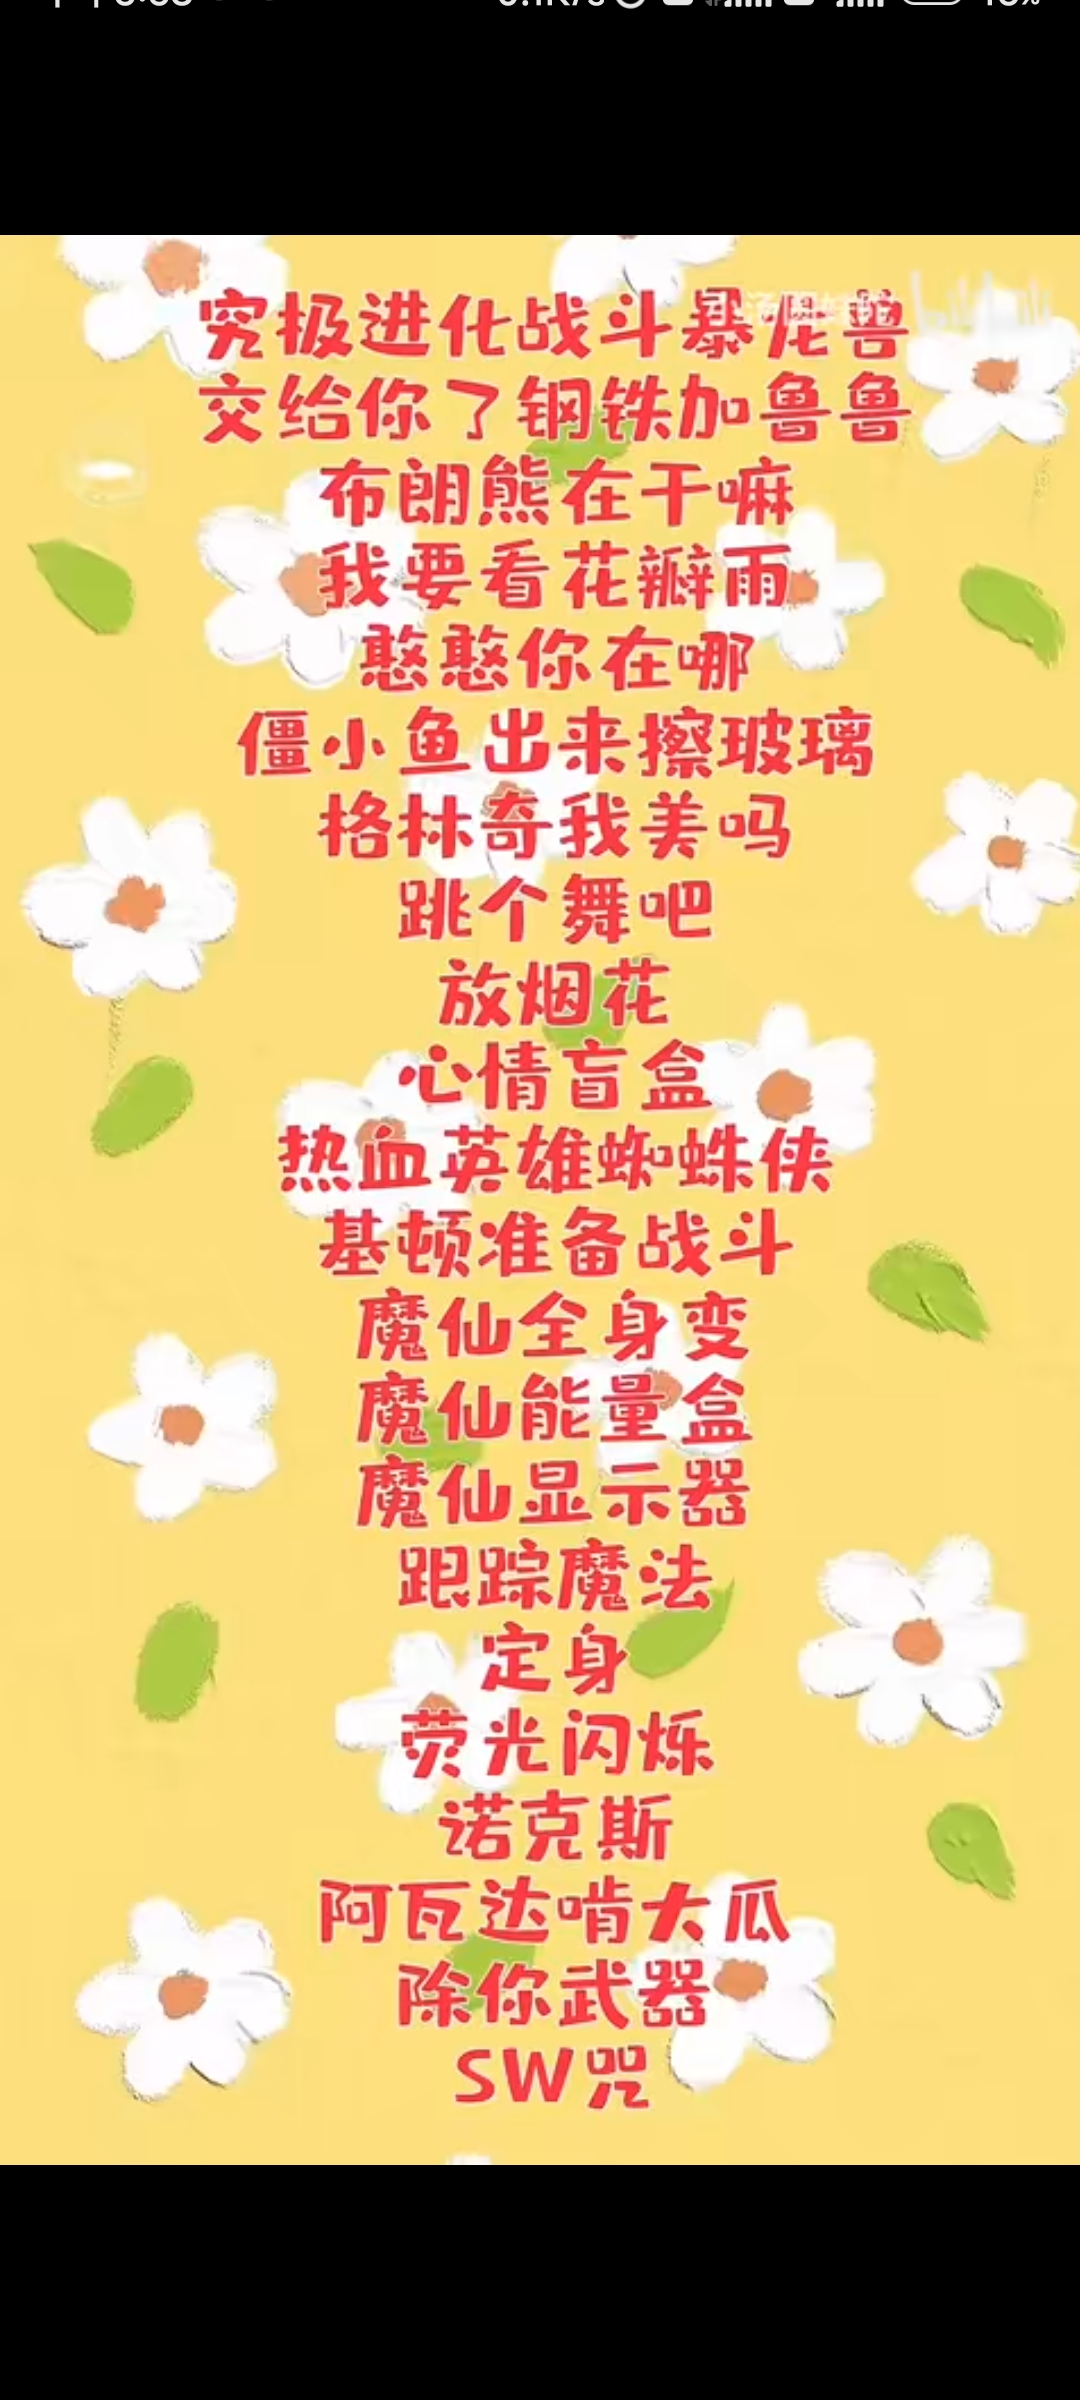 究极进化战斗暴龙兽
交给你了钢铁加鲁鲁
布朗熊在干嘛
我要看花瓣雨
憨憨你在哪
僵小鱼出来擦玻璃
格林奇我美吗
跳个舞吧
放烟花
心情盲盒
热血英雄蜘蛛侠
基顿准备战斗
魔仙全身变
魔仙能量盒
魔仙显示器
跟踪魔法
定身
荧光闪烁
诺克斯
阿瓦达啃大瓜
除你武器
SW咒